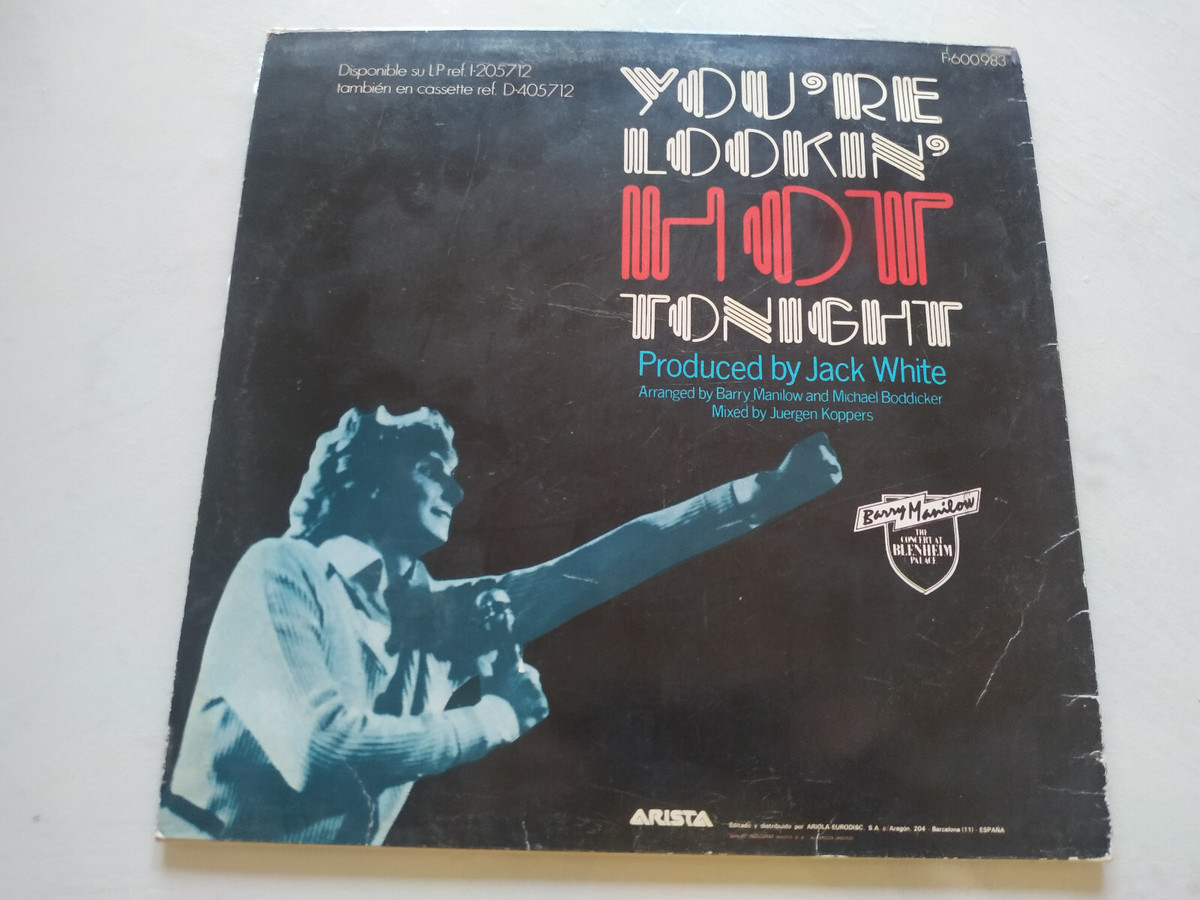 Disponible su LP ref. I-205712
también en cassette ref. D-405712
F-600983
YOU'RE
LOOKIN'
HOT
TONIGHT
Produced by Jack White
Arranged by Barry Manilow and Michael Boddicker
Mixed by Juergen Koppers
Barry Manilow
THE
CONCERT AT
BLENHEIM
PALACE
ARISTA
Editado y distribuido por ARIOLA EURODISC, S.A. c/Aragón, 204 - Barcelona (11) - ESPAÑA